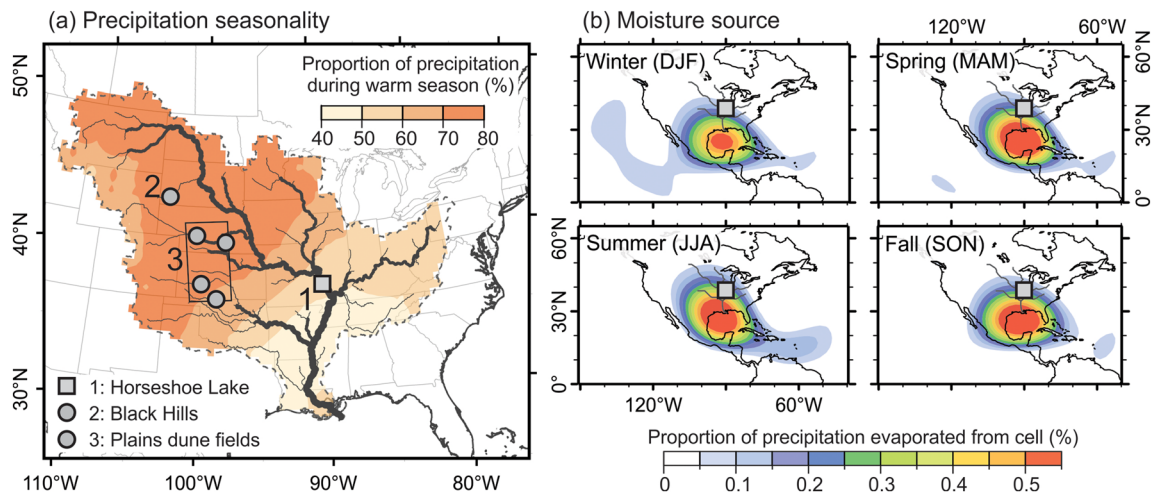 (a) Precipitation seasonality
Proportion of precipitation
during warm season (%)
40 50 60 70 80
50°N
40°N
30°N
2
3
1
1: Horseshoe Lake
2: Black Hills
3: Plains dune fields
110°W 100°W 90°W 80°W
(b) Moisture source
120°W 60°W
Winter (DJF)
Spring (MAM)
60°N
30°N
0°
Summer (JJA)
Fall (SON)
60°N
30°N
0°
120°W 60°W
Proportion of precipitation evaporated from cell (%)
0 0.1 0.2 0.3 0.4 0.5